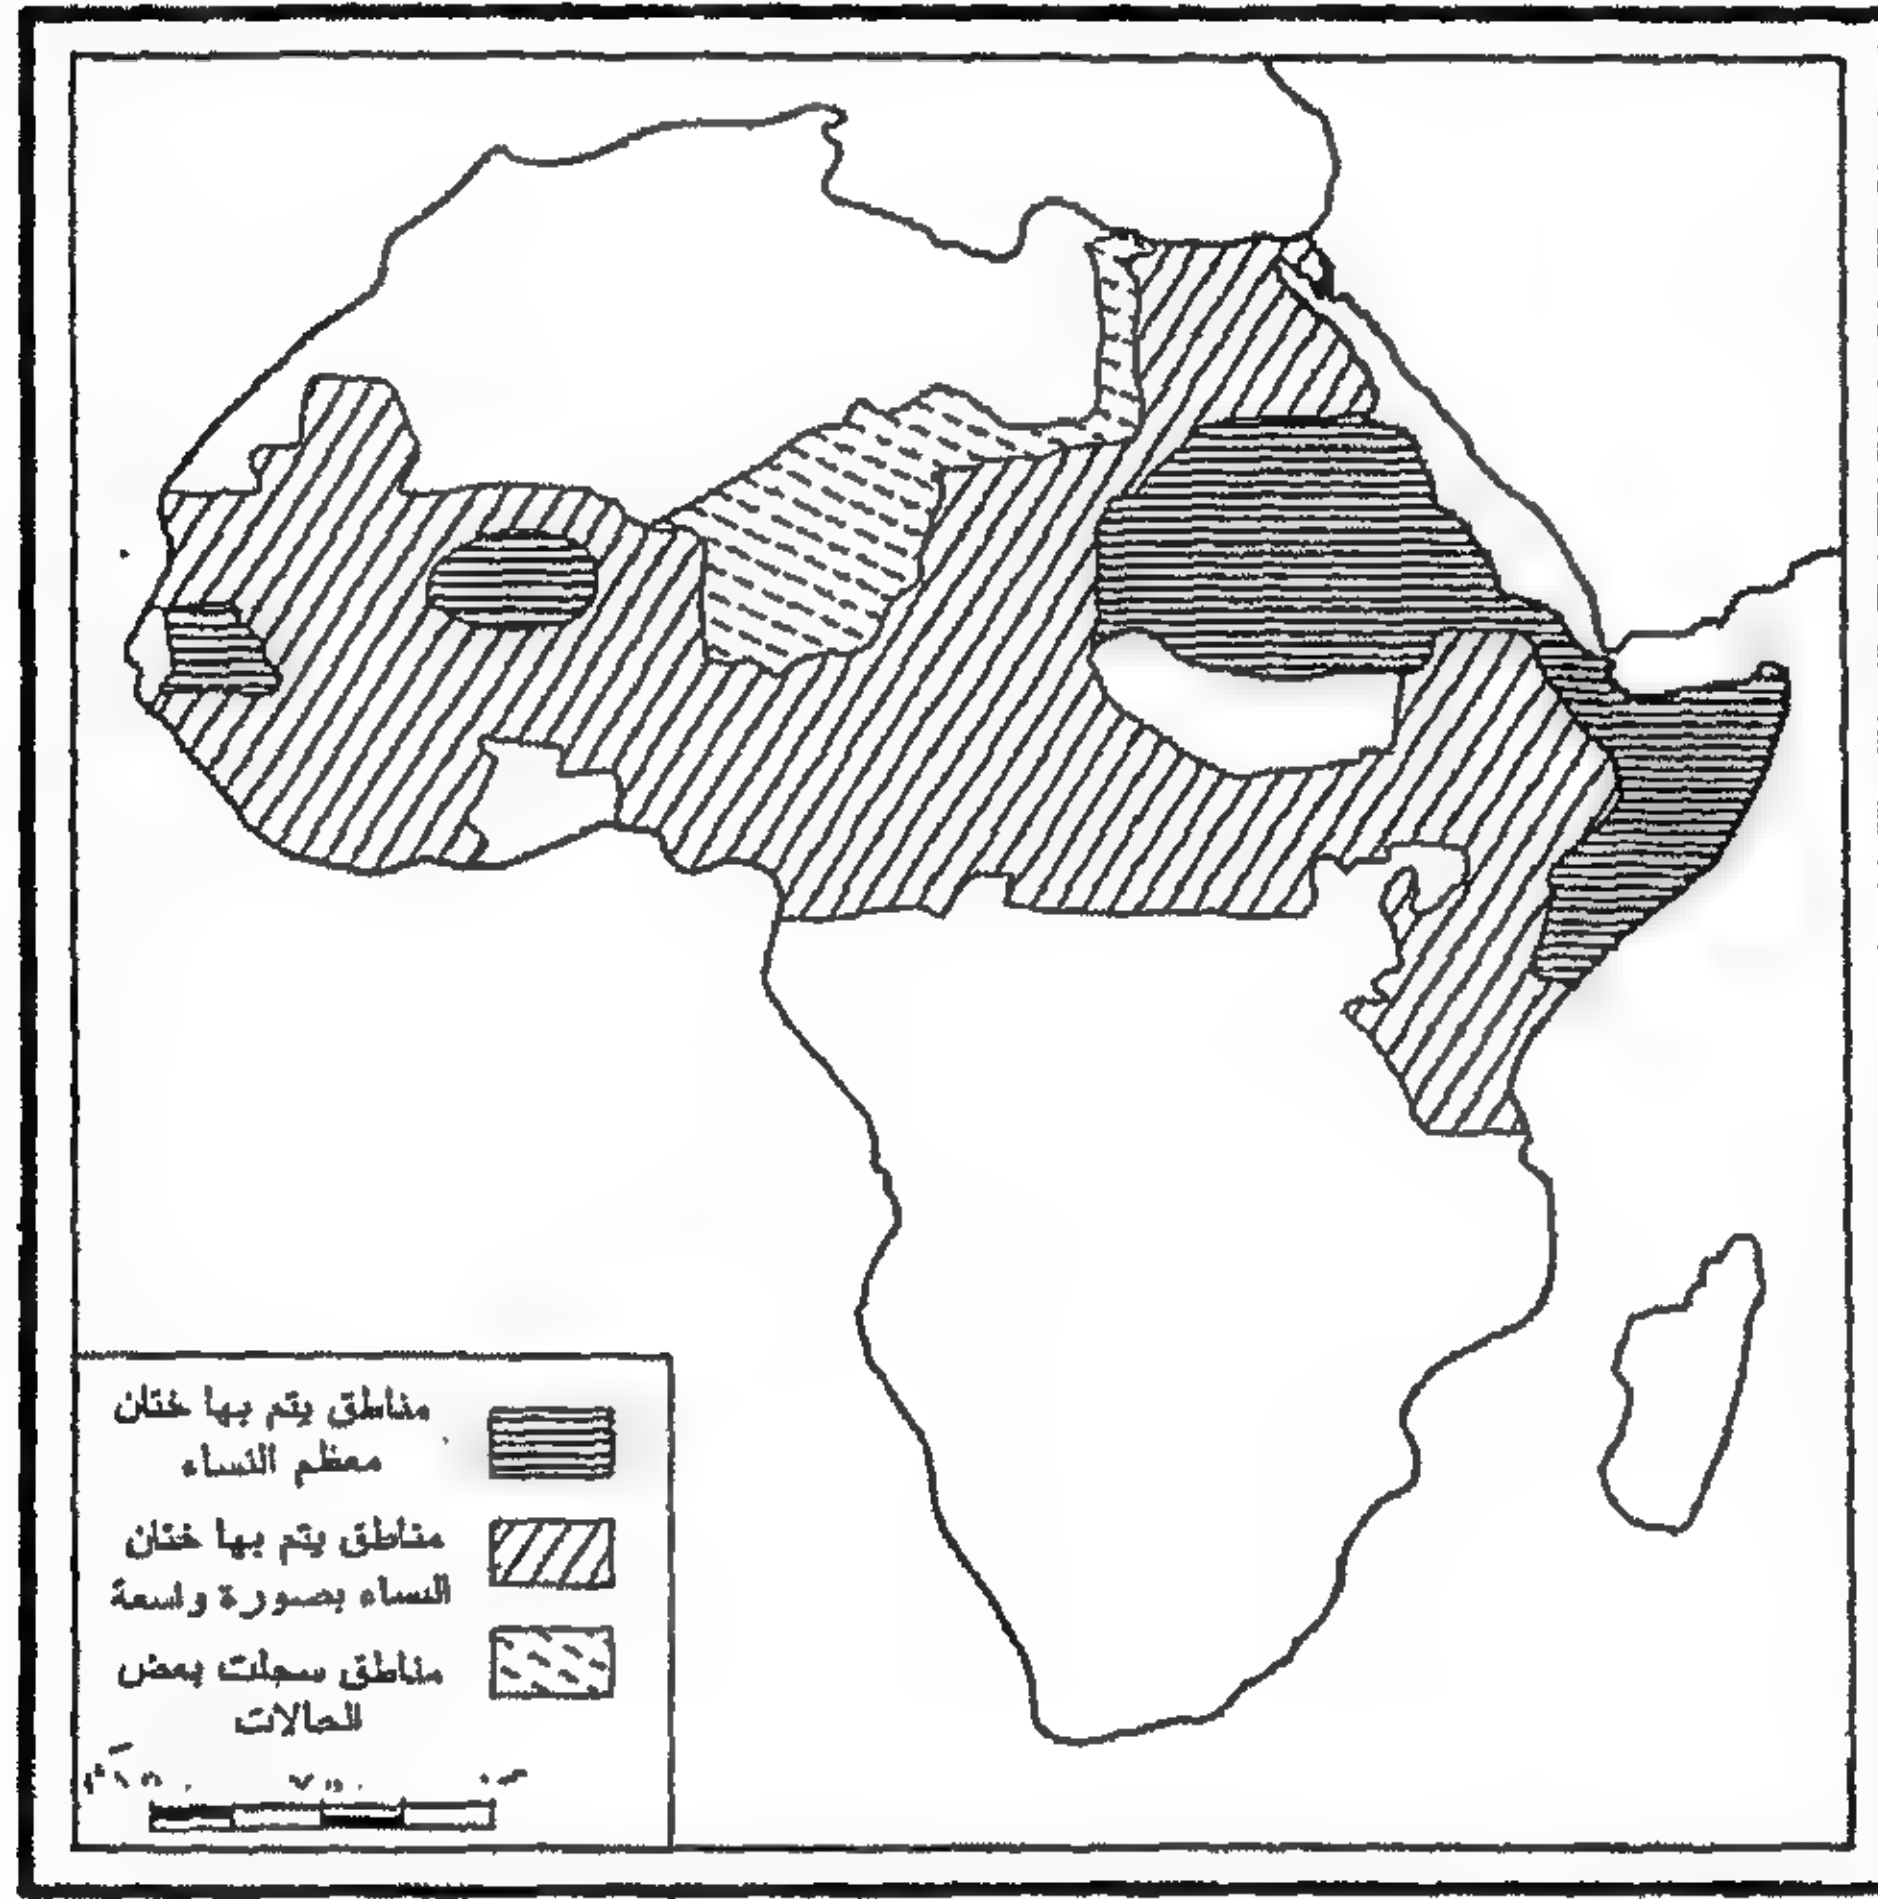 مناطق يتم بها ختان
معظم النساء
مناطق يتم بها ختان
النساء بصورة واسعة
مناطق سجلت بعض
الحالات